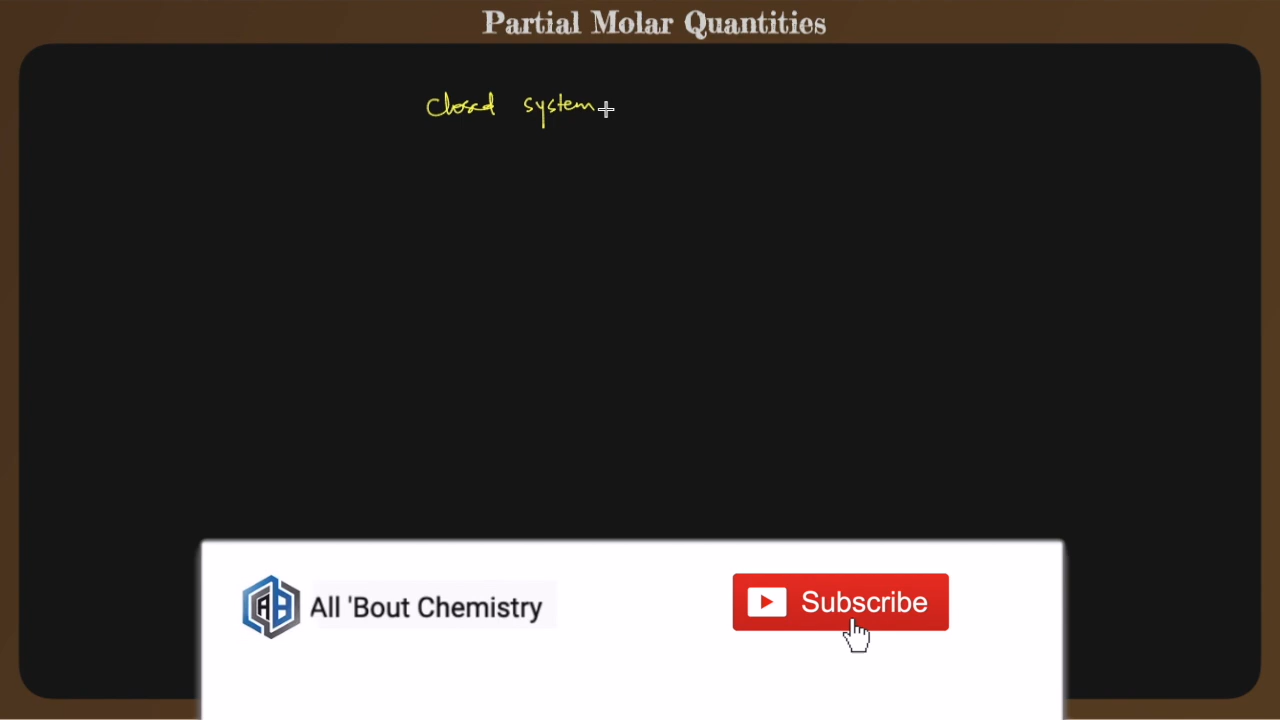 Partial Molar Quantities
Closed system
All 'Bout Chemistry
Subscribe